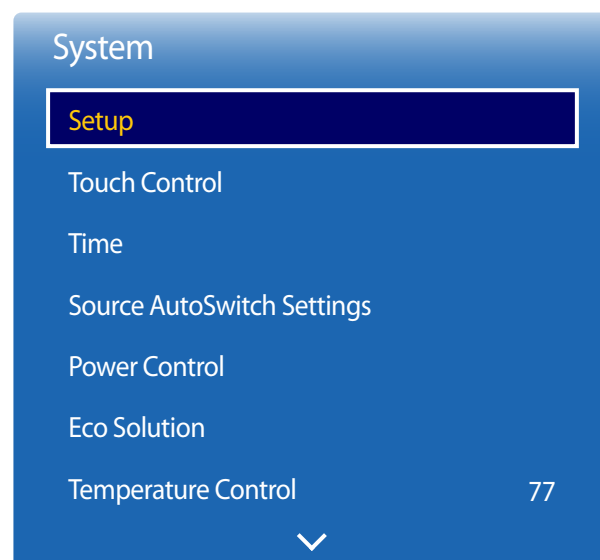 System
Setup
Touch Control
Time
Source AutoSwitch Settings
Power Control
Eco Solution
Temperature Control 77